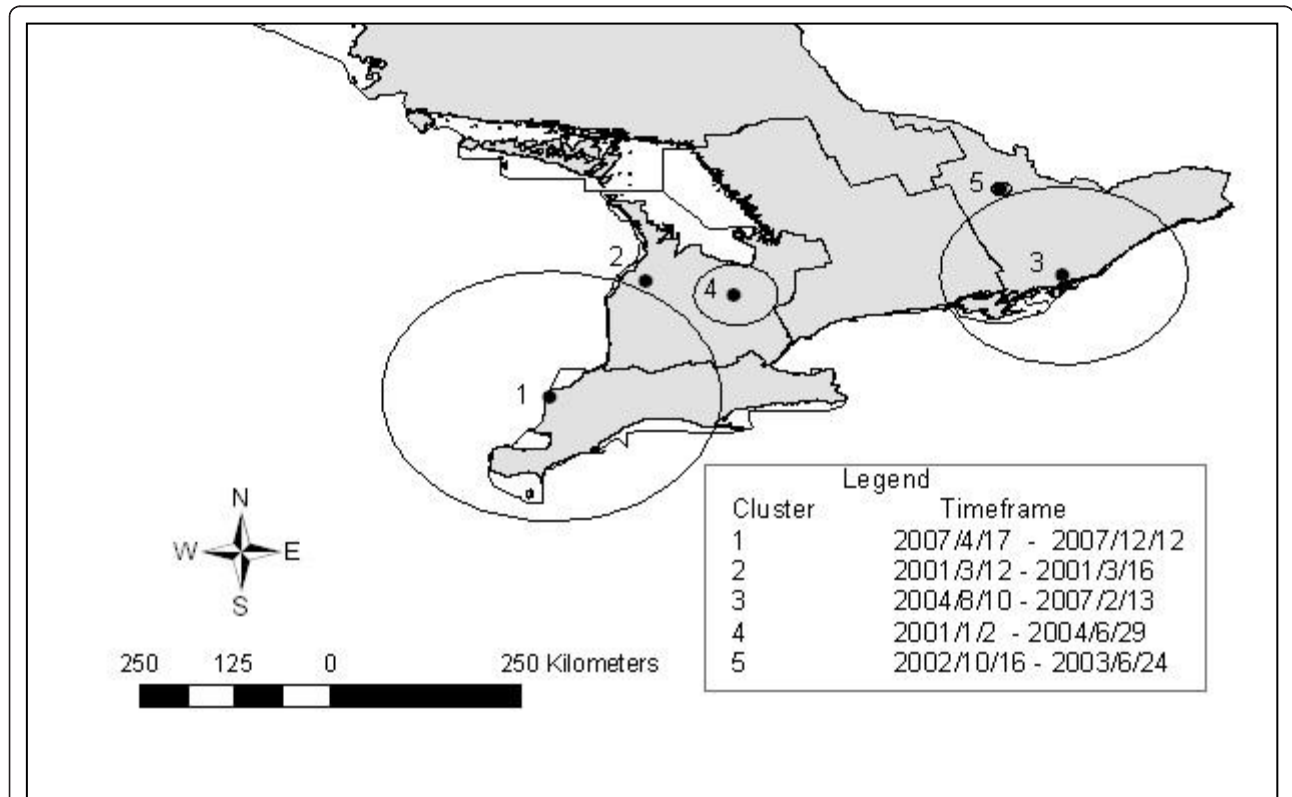 5
2
3
4
1
N
W E
S
250 125 0 250 Kilometers
Legend
Cluster Timeframe
1 2007/4/17 - 2007/12/12
2 2001/3/12 - 2001/3/16
3 2004/8/10 - 2007/2/13
4 2001/1/2 - 2004/6/29
5 2002/10/16 - 2003/6/24